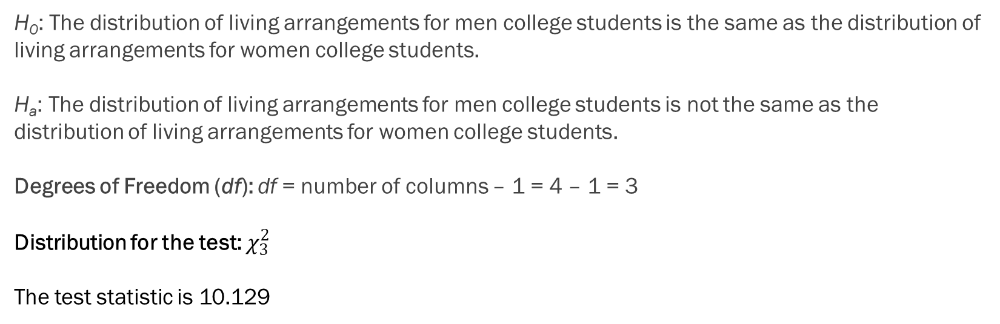 H₀: The distribution of living arrangements for men college students is the same as the distribution of
living arrangements for women college students.
Hₐ: The distribution of living arrangements for men college students is not the same as the
distribution of living arrangements for women college students.
Degrees of Freedom (df): df = number of columns – 1 = 4 – 1 = 3
Distribution for the test: χ²₃
The test statistic is 10.129